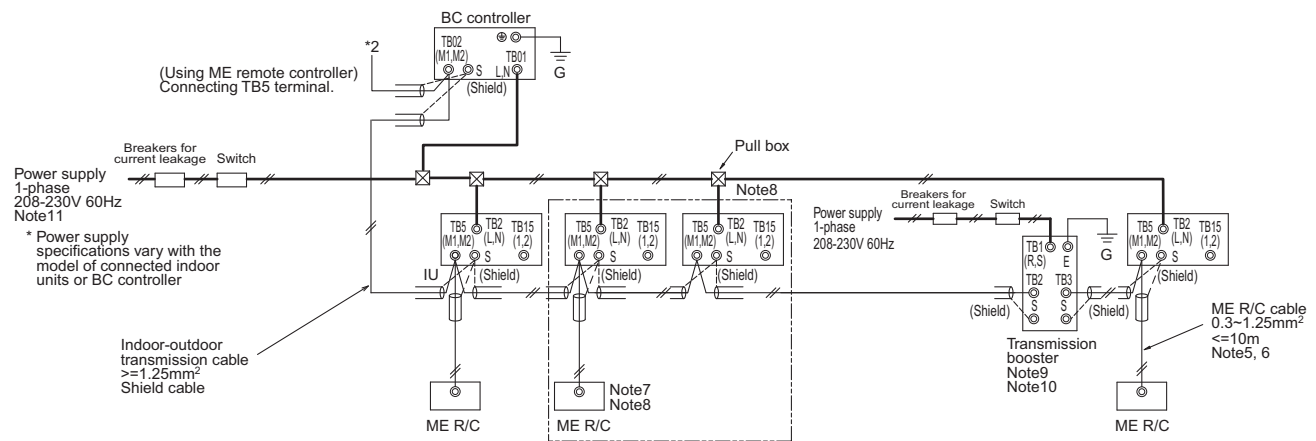 BC controller
*2
TB02
(M1,M2)
S
TB01
L,N
(Shield)
G
(Using ME remote controller)
Connecting TB5 terminal.
Breakers for
current leakage
Switch
Pull box
Note8
Power supply
1-phase
208-230V 60Hz
Note11
* Power supply
specifications vary with the
model of connected indoor
units or BC controller
TB5
(M1,M2)
TB2
(L,N)
TB15
(1,2)
S
(Shield)
IU
TB5
(M1,M2)
TB2
(L,N)
TB15
(1,2)
S
(Shield)
TB5
(M1,M2)
TB2
(L,N)
TB15
(1,2)
S
(Shield)
Breakers for
current leakage
Switch
Power supply
1-phase
208-230V 60Hz
TB1
(R,S)
E
G
TB2
TB3
S
S
(Shield)
(Shield)
Transmission
booster
Note9
Note10
TB5
(M1,M2)
TB2
(L,N)
TB15
(1,2)
S
(Shield)
ME R/C cable
0.3~1.25mm²
<=10m
Note5, 6
Indoor-outdoor
transmission cable
>=1.25mm²
Shield cable
ME R/C
Note7
Note8
ME R/C
ME R/C